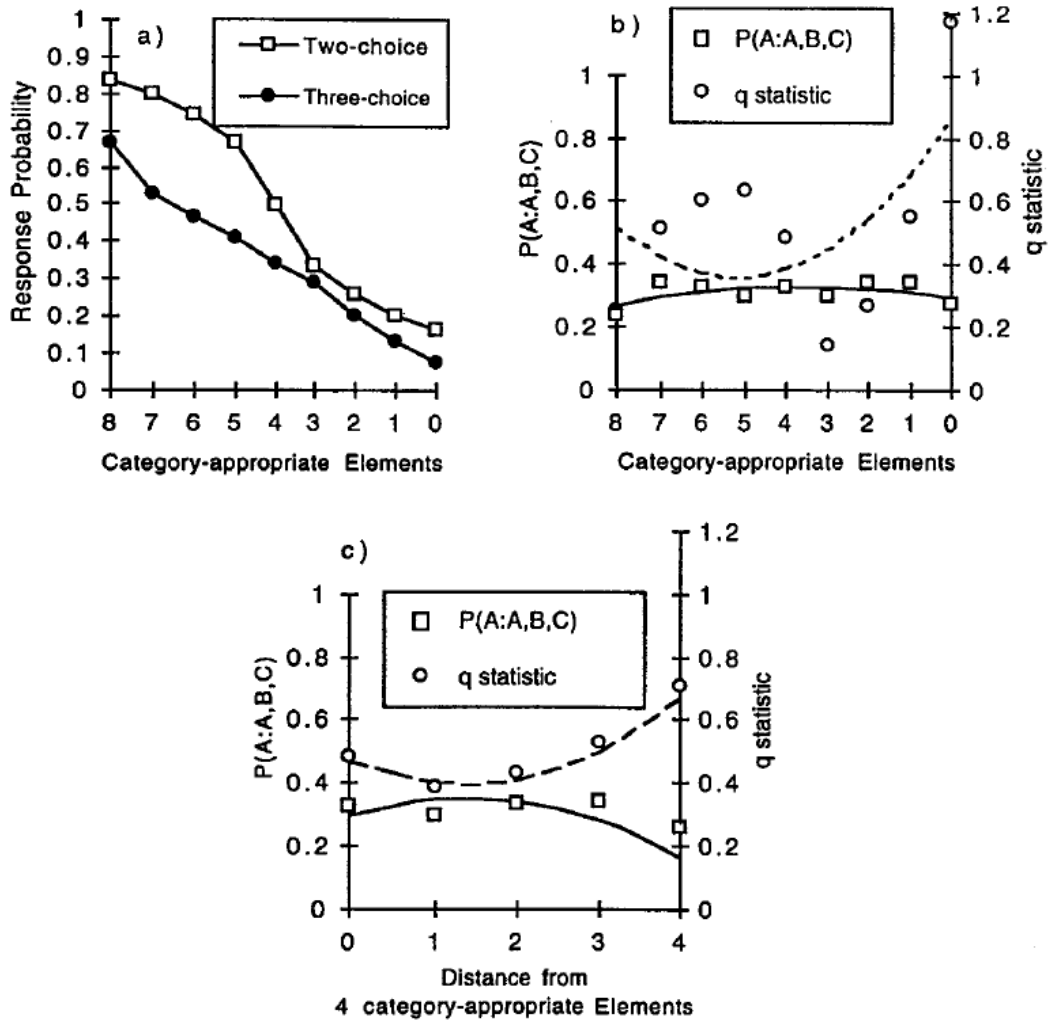 a)
Two-choice
Three-choice
Response Probability
1
0.9
0.8
0.7
0.6
0.5
0.4
0.3
0.2
0.1
0
8 7 6 5 4 3 2 1 0
Category-appropriate Elements
b)
P(A:A,B,C)
q statistic
P(A:A,B,C)
1
0.8
0.6
0.4
0.2
0
1.2
1
0.8
0.6
0.4
0.2
0
q statistic
8 7 6 5 4 3 2 1 0
Category-appropriate Elements
c)
P(A:A,B,C)
q statistic
P(A:A,B,C)
1
0.8
0.6
0.4
0.2
0
1.2
1
0.8
0.6
0.4
0.2
0
q statistic
0 1 2 3 4
Distance from
4 category-appropriate Elements